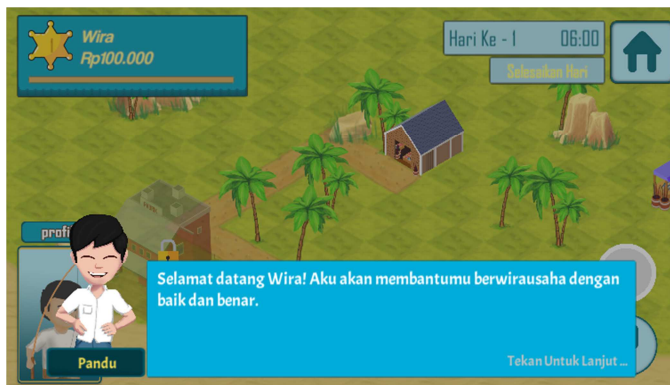 Wira
Rp100.000
Hari Ke - 1 06:00
Selesaikan Hari
profi
Selamat datang Wira! Aku akan membantumu berwirausaha dengan
baik dan benar.
Pandu
Tekan Untuk Lanjut ...